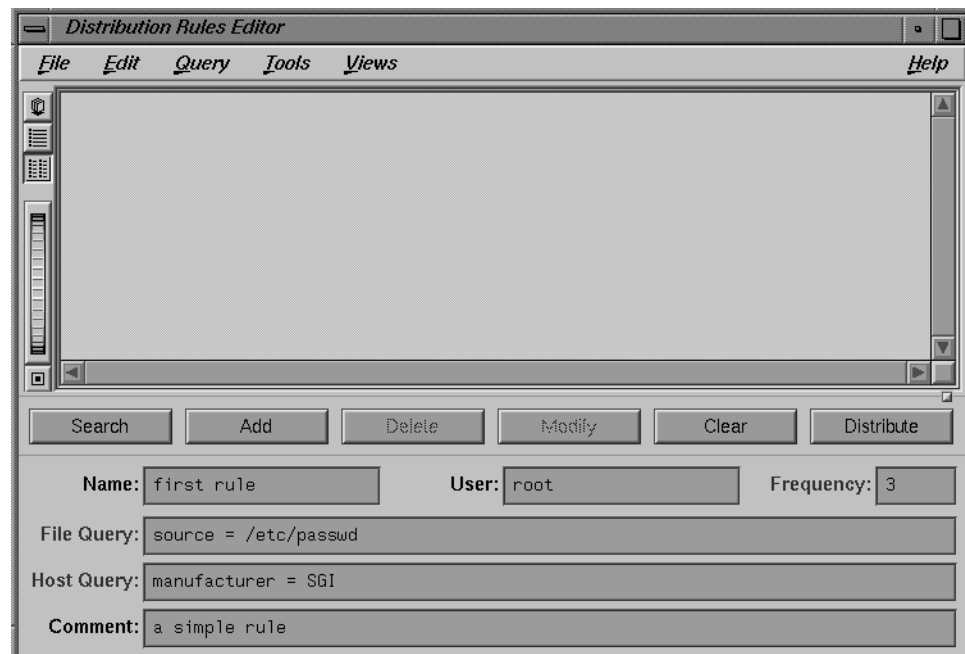 Distribution Rules Editor
File Edit Query Tools Views Help
Search Add Delete Modify Clear Distribute
Name: first rule User: root Frequency: 3
File Query: source = /etc/passwd
Host Query: manufacturer = SGI
Comment: a simple rule